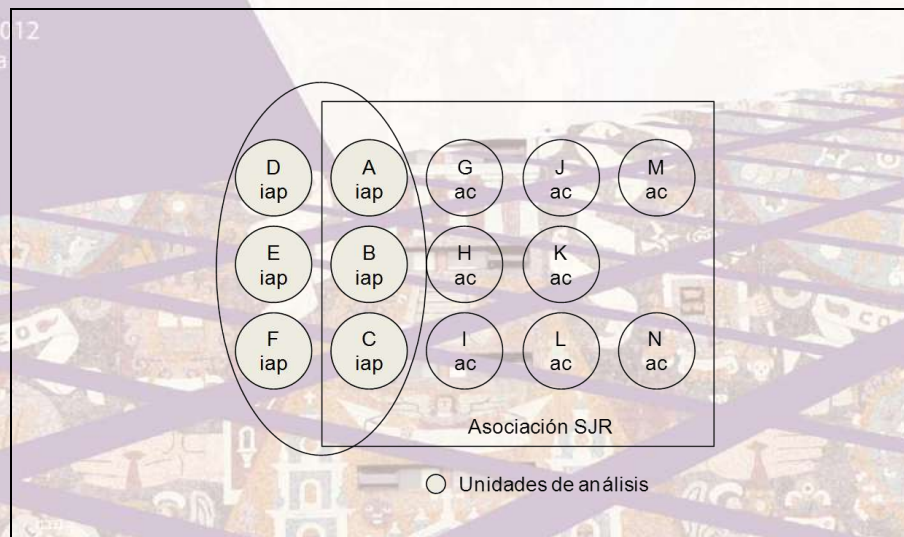 012
a
D
iap
A
iap
G
ac
J
ac
M
ac
E
iap
B
iap
H
ac
K
ac
F
iap
C
iap
I
ac
L
ac
N
ac
Asociación SJR
Unidades de análisis